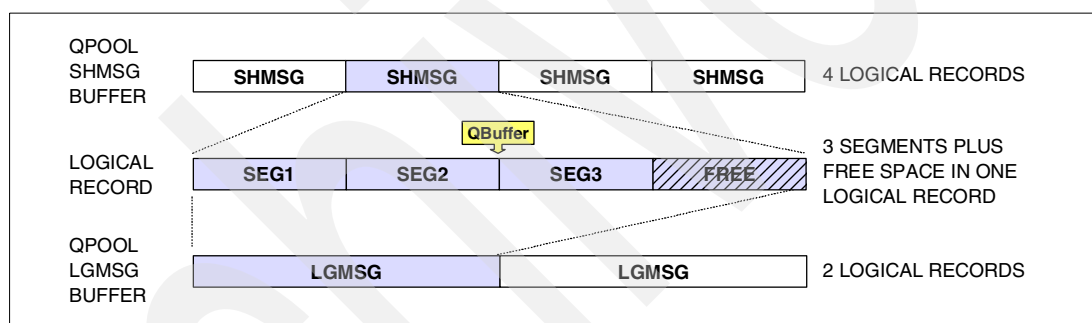 QPOOL
SHMSG
BUFFER
SHMSG SHMSG SHMSG SHMSG
4 LOGICAL RECORDS
QBuffer
LOGICAL
RECORD
SEG1 SEG2 SEG3 FREE
3 SEGMENTS PLUS
FREE SPACE IN ONE
LOGICAL RECORD
QPOOL
LGMSG
BUFFER
LGMSG LGMSG
2 LOGICAL RECORDS